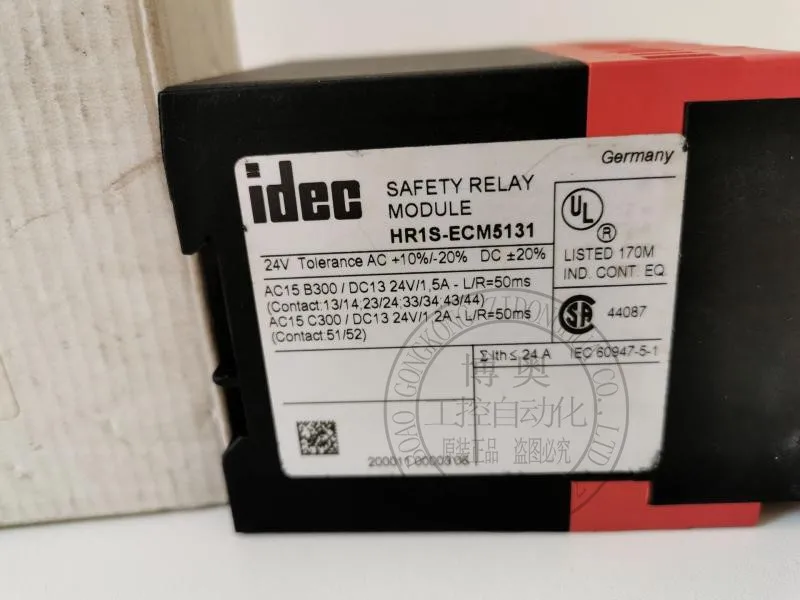 idec
SAFETY RELAY
MODULE
HR1S-ECM5131
Germany
24V Tolerance AC +10%/-20% DC ±20%
AC15 B300 / DC13 24V/1,5A - L/R=50ms
(Contact:13/14,23/24;33/34;43/44)
AC15 C300 / DC13 24V/1,2A - L/R=50ms
(Contact:51/52)
UL
®
LISTED 170M
IND. CONT. EQ.
SA
44087
Σ Ith ≤ 24 A
IEC 60947-5-1
博奥
工控自动化
原装正品 盗图必究